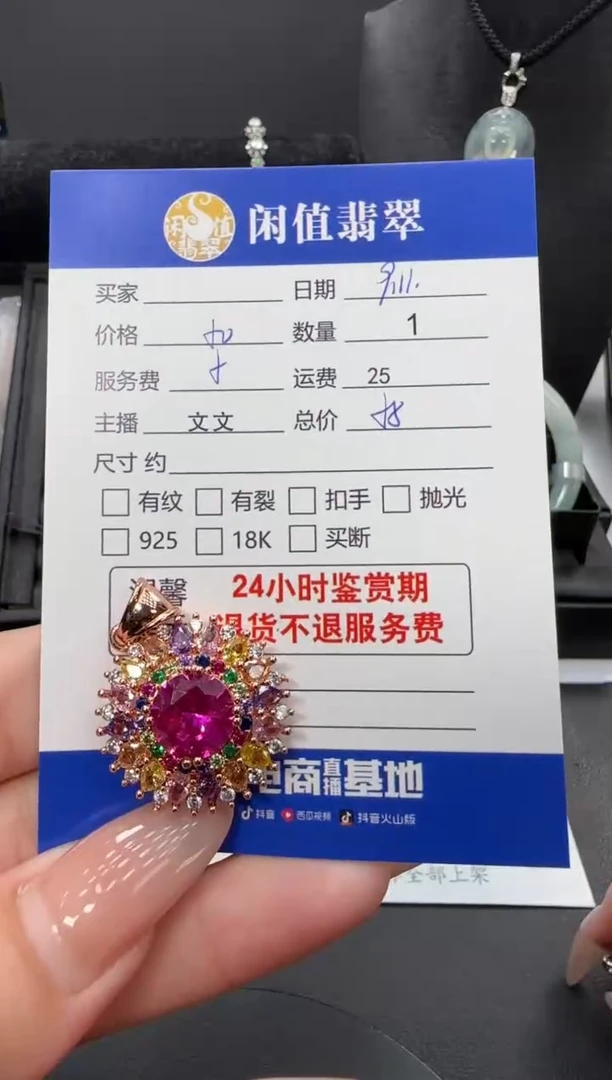 闲值翡翠
闲值翡翠
买家 日期 9.11.
价格 数量 1
服务费 运费 25
主播 文文 总价
尺寸 约
有纹 有裂 扣手 抛光
925 18K 买断
温馨 24小时鉴赏期
退货不退服务费
电商直播基地
抖音 西瓜视频 抖音火山版
全部上架